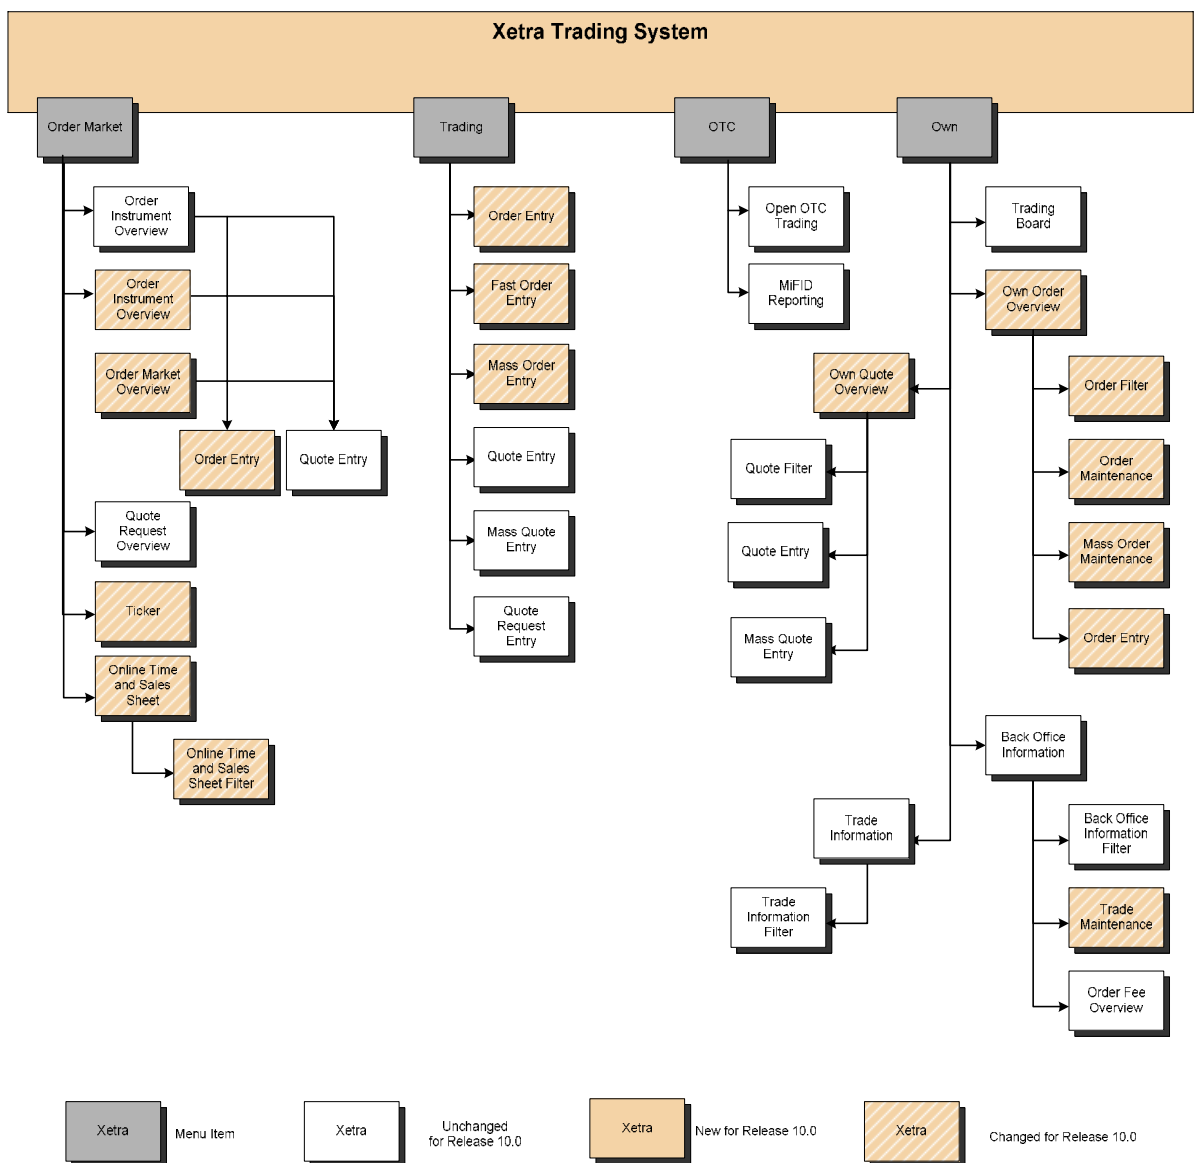 Xetra Trading System
Order Market
Trading
OTC
Own
Order
Instrument
Overview
Order
Instrument
Overview
Order Market
Overview
Order Entry
Quote Entry
Quote
Request
Overview
Ticker
Online Time
and Sales
Sheet
Online Time
and Sales
Sheet Filter
Order Entry
Fast Order
Entry
Mass Order
Entry
Quote Entry
Mass Quote
Entry
Quote
Request
Entry
Open OTC
Trading
MiFID
Reporting
Own Quote
Overview
Quote Filter
Quote Entry
Mass Quote
Entry
Trade
Information
Trade
Information
Filter
Trading
Board
Own Order
Overview
Order Filter
Order
Maintenance
Mass Order
Maintenance
Order Entry
Back Office
Information
Back Office
Information
Filter
Trade
Maintenance
Order Fee
Overview
Xetra
Menu Item
Xetra
Unchanged
for Release 10.0
Xetra
New for Release 10.0
Xetra
Changed for Release 10.0